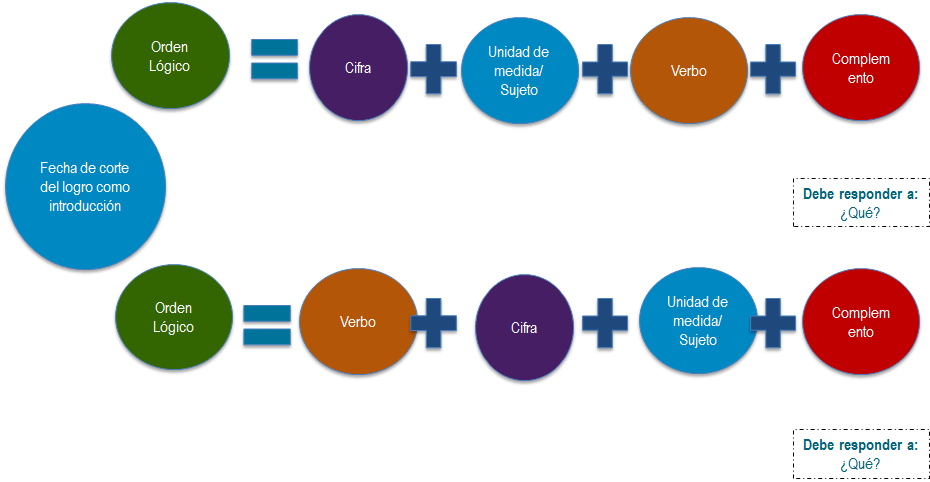 Orden
Lógico
Cifra
Unidad de
medida/
Sujeto
Verbo
Complem
ento
Fecha de corte
del logro como
introducción
Debe responder a:
¿Qué?
Orden
Lógico
Verbo
Cifra
Unidad de
medida/
Sujeto
Complem
ento
Debe responder a:
¿Qué?